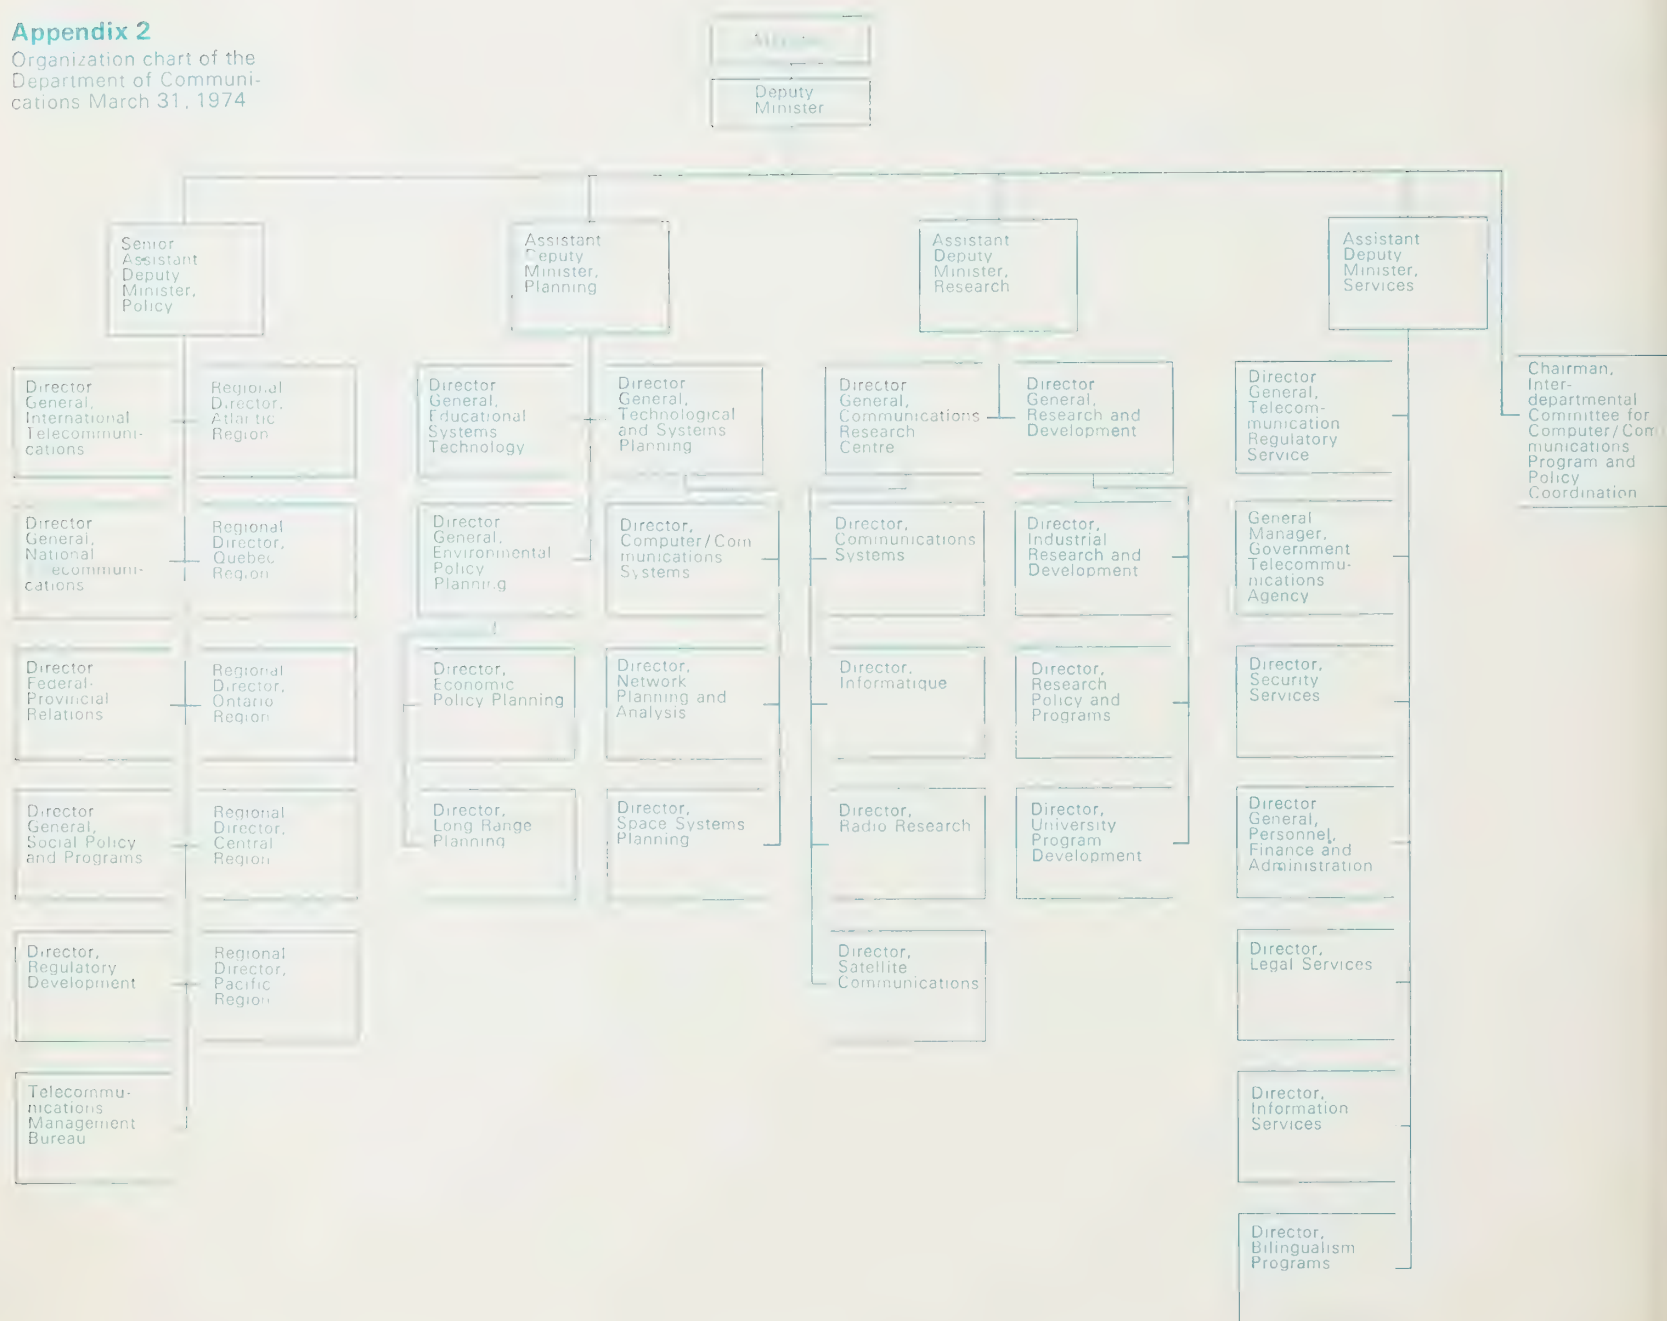 Appendix 2
Organization chart of the
Department of Communi-
cations March 31, 1974
Deputy
Minister
Senior
Assistant
Deputy
Minister,
Policy
Assistant
Deputy
Minister,
Planning
Assistant
Deputy
Minister,
Research
Assistant
Deputy
Minister,
Services
Chairman,
Inter-
departmental
Committee for
Computer/Com
munications
Program and
Policy
Coordination
Director
General,
International
Telecommuni-
cations
Regional
Director,
Atlantic
Region
Director
General,
National
cations
Regional
Director,
Quebec
Region
Director
Federal-
Provincial
Relations
Regional
Director,
Ontario
Region
Director
General,
Social Policy
and Programs
Regional
Director,
Central
Region
Director,
Regulatory
Development
Regional
Director,
Pacific
Region
Telecommu-
nications
Management
Bureau
Director
General,
Educational
Systems
Technology
Director
General,
Technological
and Systems
Planning
Director
General,
Environmental
Policy
Planning
Director,
Computer/Com
munications
Systems
Director,
Economic
Policy Planning
Director,
Network
Planning and
Analysis
Director,
Long Range
Planning
Director,
Space Systems
Planning
Director
General,
Communications
Research
Centre
Director
General,
Research and
Development
Director,
Communications
Systems
Director,
Industrial
Research and
Development
Director,
Informatique
Director,
Research
Policy and
Programs
Director,
Radio Research
Director,
University
Program
Development
Director,
Satellite
Communications
Director
General,
Telecom-
munication
Regulatory
Service
General
Manager,
Government
Telecommu-
nications
Agency
Director,
Security
Services
Director
General,
Personnel,
Finance and
Administration
Director,
Legal Services
Director,
Information
Services
Director,
Bilingualism
Programs